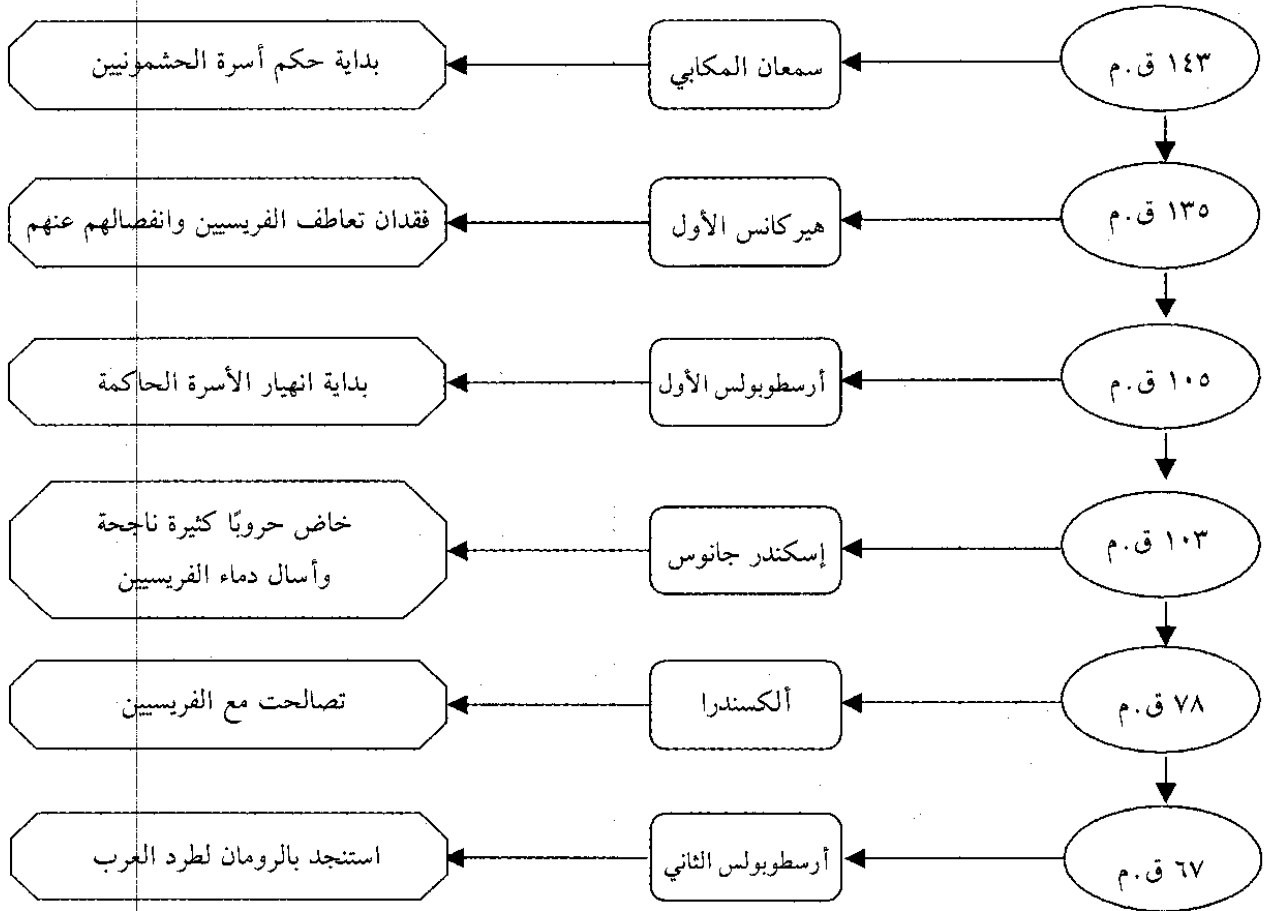 ١٤٣ ق.م
سمعان المكابي
بداية حكم أسرة الحشمونيين
١٣٥ ق.م
هيركانس الأول
فقدان تعاطف الفريسيين وانفصالهم عنهم
١٠٥ ق.م
أرسطوبولس الأول
بداية انهيار الأسرة الحاكمة
١٠٣ ق.م
إسكندر جانوس
خاض حروبًا كثيرة ناجحة
وأسال دماء الفريسيين
٧٨ ق.م
ألكسندرا
تصالحت مع الفريسيين
٦٧ ق.م
أرسطوبولس الثاني
استنجد بالرومان لطرد العرب